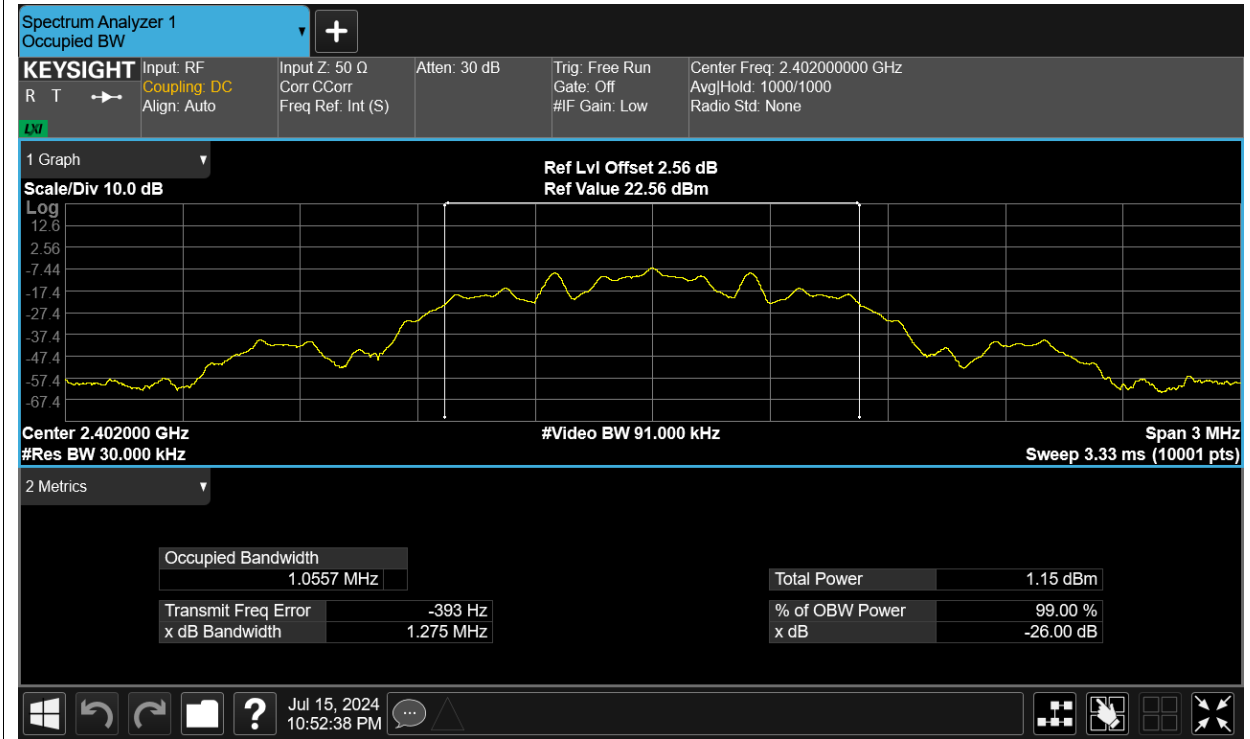 Spectrum Analyzer 1
Occupied BW
KEYSIGHT
R T
LXI
Input: RF
Coupling: DC
Align: Auto
Input Z: 50 Ω
Corr CCorr
Freq Ref: Int (S)
Atten: 30 dB
Trig: Free Run
Gate: Off
#IF Gain: Low
Center Freq: 2.402000000 GHz
Avg|Hold: 1000/1000
Radio Std: None
1 Graph
Scale/Div 10.0 dB
Ref Lvl Offset 2.56 dB
Ref Value 22.56 dBm
Log
12.6
2.56
-7.44
-17.4
-27.4
-37.4
-47.4
-57.4
-67.4
Center 2.402000 GHz
#Video BW 91.000 kHz
Span 3 MHz
#Res BW 30.000 kHz
Sweep 3.33 ms (10001 pts)
2 Metrics
Occupied Bandwidth
1.0557 MHz
Total Power 1.15 dBm
Transmit Freq Error -393 Hz
% of OBW Power 99.00 %
x dB Bandwidth 1.275 MHz
x dB -26.00 dB
?
Jul 15, 2024
10:52:38 PM